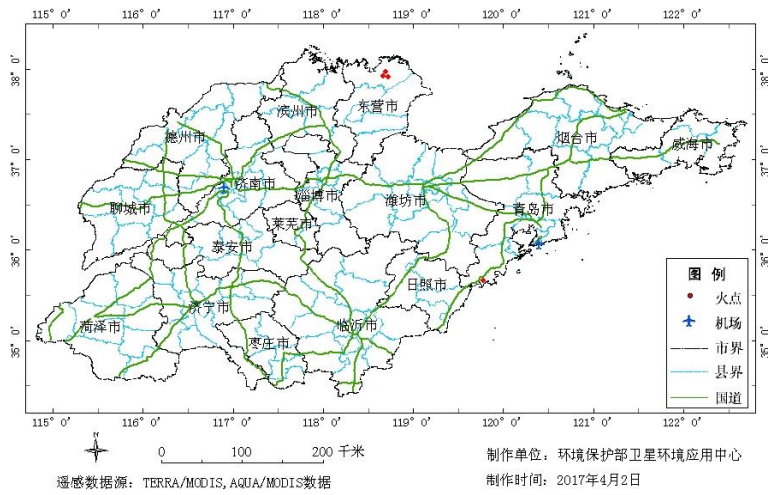 115° 0′ 116° 0′ 117° 0′ 118° 0′ 119° 0′ 120° 0′ 121° 0′ 122° 0′
38° 0′ 38° 0′
滨州市 东营市
德州市 烟台市
威海市
37° 0′ 37° 0′
济南市 淄博市 潍坊市
聊城市 莱芜市 青岛市
泰安市
36° 0′ 36° 0′
日照市
济宁市
菏泽市 临沂市
枣庄市
35° 0′ 35° 0′
图 例
火点
机场
市界
县界
国道
115° 0′ 116° 0′ 117° 0′ 118° 0′ 119° 0′ 120° 0′ 121° 0′ 122° 0′
N
0 100 200 千米
制作单位：环境保护部卫星环境应用中心
遥感数据源：TERRA/MODIS,AQUA/MODIS数据
制作时间：2017年4月2日